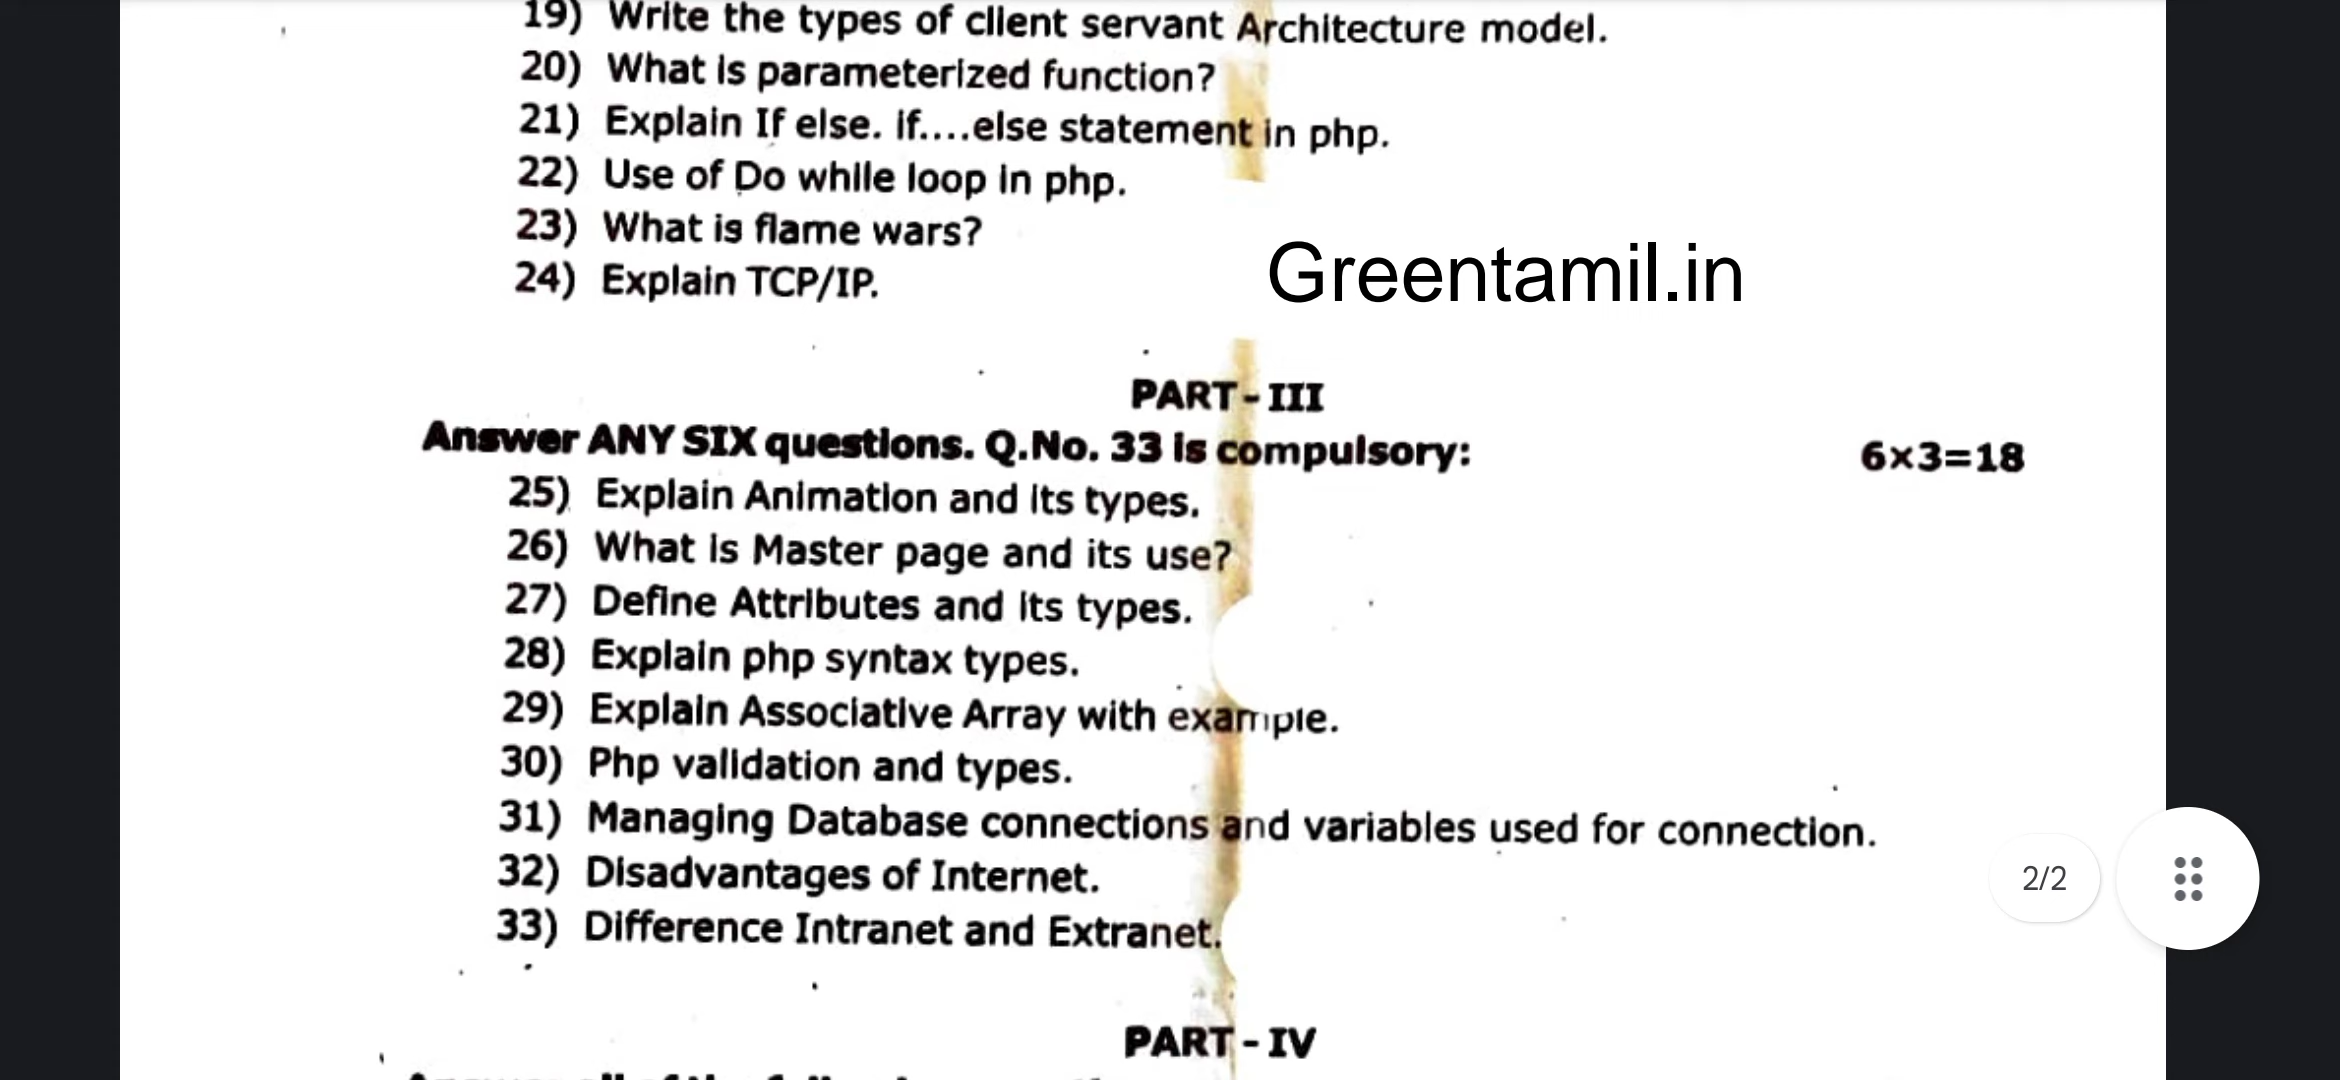 19) Write the types of client servant Architecture model.
20) What is parameterized function?
21) Explain If else. if....else statement in php.
22) Use of Do while loop in php.
23) What is flame wars?
24) Explain TCP/IP.
Greentamil.in
PART - III
Answer ANY SIX questions. Q.No. 33 is compulsory: 6×3=18
25) Explain Animation and its types.
26) What is Master page and its use?
27) Define Attributes and its types.
28) Explain php syntax types.
29) Explain Associative Array with example.
30) Php validation and types.
31) Managing Database connections and variables used for connection.
32) Disadvantages of Internet.
33) Difference Intranet and Extranet.
2/2
PART - IV